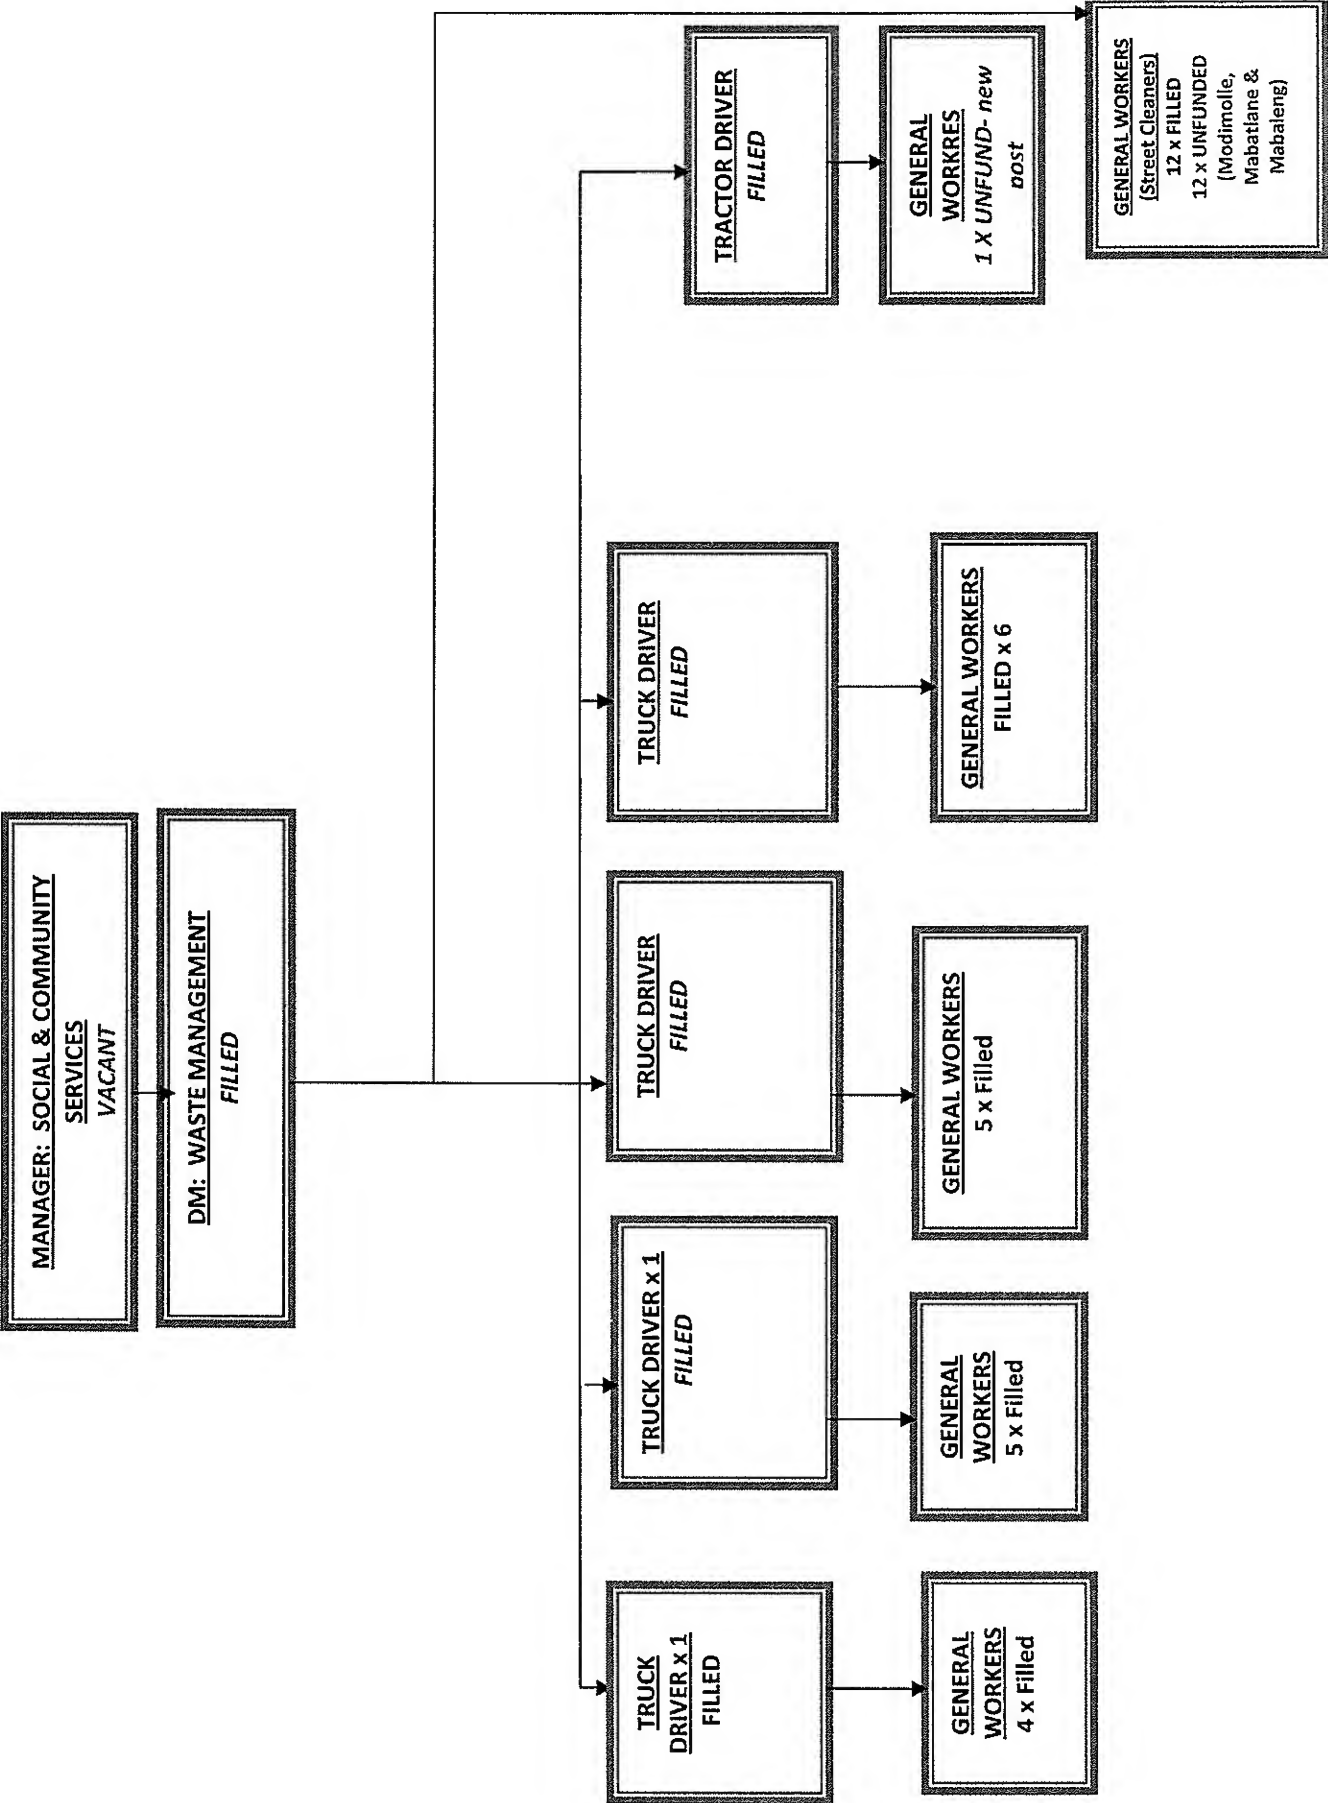 MANAGER: SOCIAL & COMMUNITY
SERVICES
VACANT
DM: WASTE MANAGEMENT
FILLED
TRUCK
DRIVER x 1
FILLED
GENERAL
WORKERS
4 x Filled
TRUCK DRIVER x 1
FILLED
GENERAL
WORKERS
5 x Filled
TRUCK DRIVER
FILLED
GENERAL WORKERS
5 x Filled
TRUCK DRIVER
FILLED
GENERAL WORKERS
FILLED x 6
TRACTOR DRIVER
FILLED
GENERAL
WORKRES
1 X UNFUND- new
post
GENERAL WORKERS
(Street Cleaners)
12 x FILLED
12 x UNFUNDED
(Modimolle,
Mabatlane &
Mabaleng)